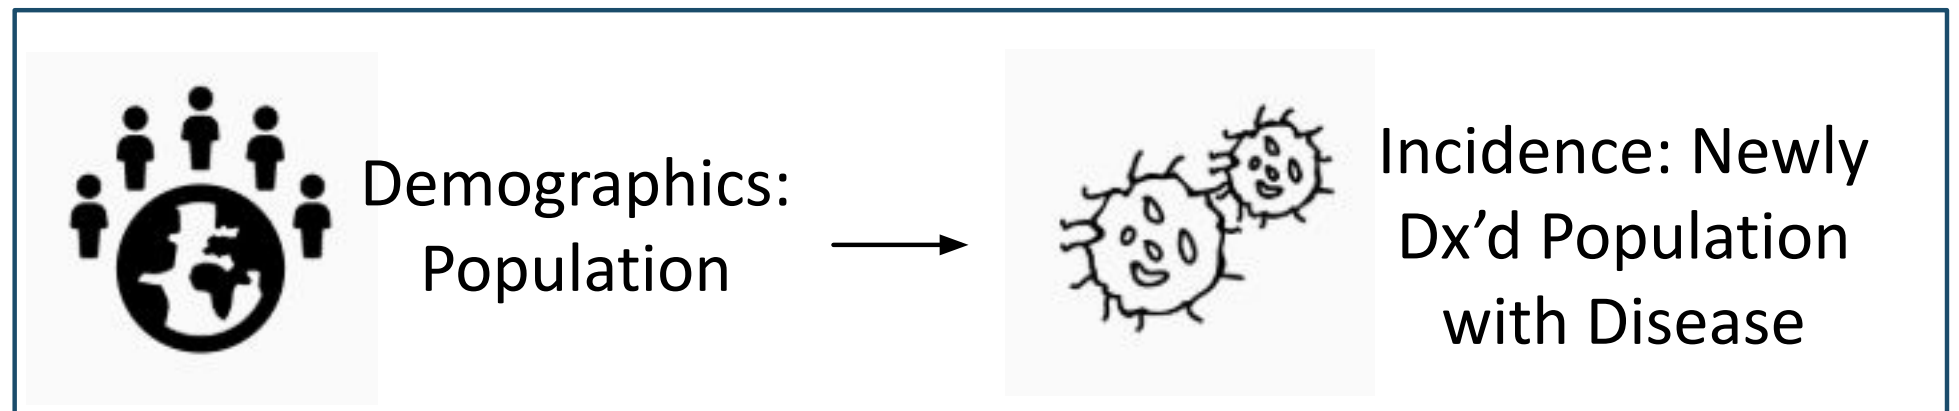 Demographics:
Population
Incidence: Newly
Dx’d Population
with Disease